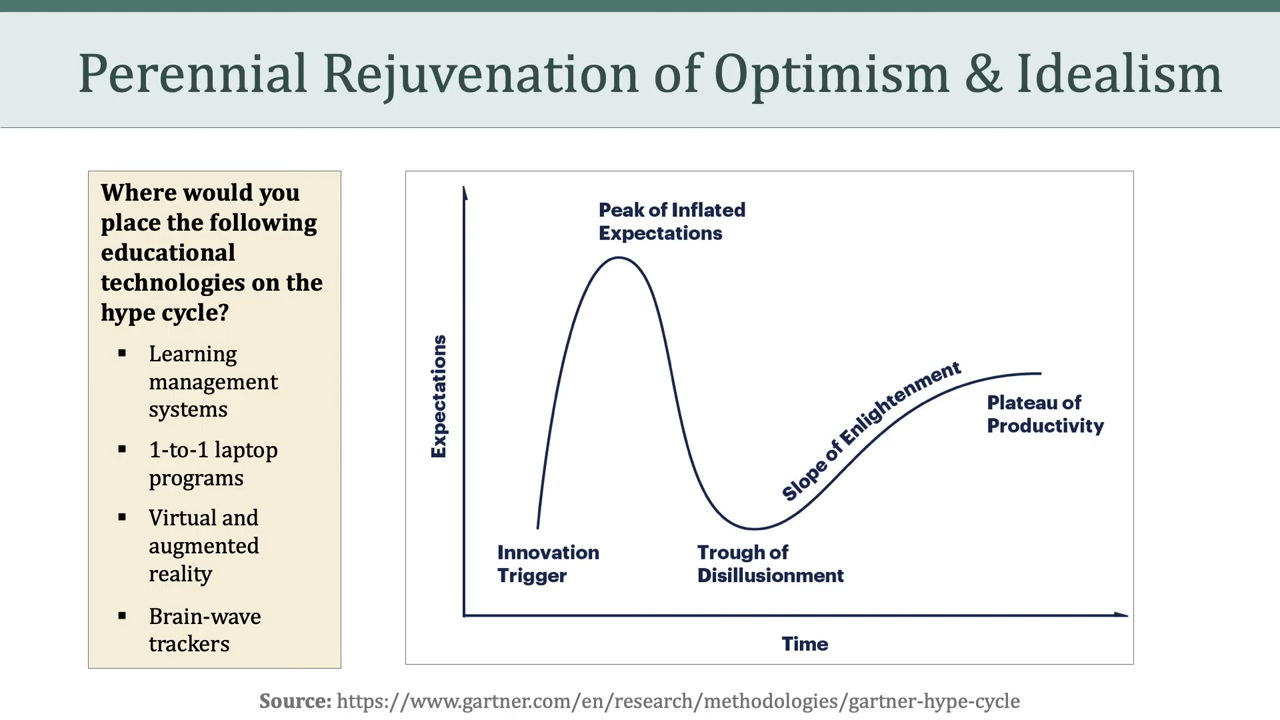 Perennial Rejuvenation of Optimism & Idealism
Where would you
place the following
educational
technologies on the
hype cycle?
▪ Learning
management
systems
▪ 1-to-1 laptop
programs
▪ Virtual and
augmented
reality
▪ Brain-wave
trackers
Expectations
Peak of Inflated
Expectations
Innovation
Trigger
Trough of
Disillusionment
Slope of Enlightenment
Plateau of
Productivity
Time
Source: https://www.gartner.com/en/research/methodologies/gartner-hype-cycle